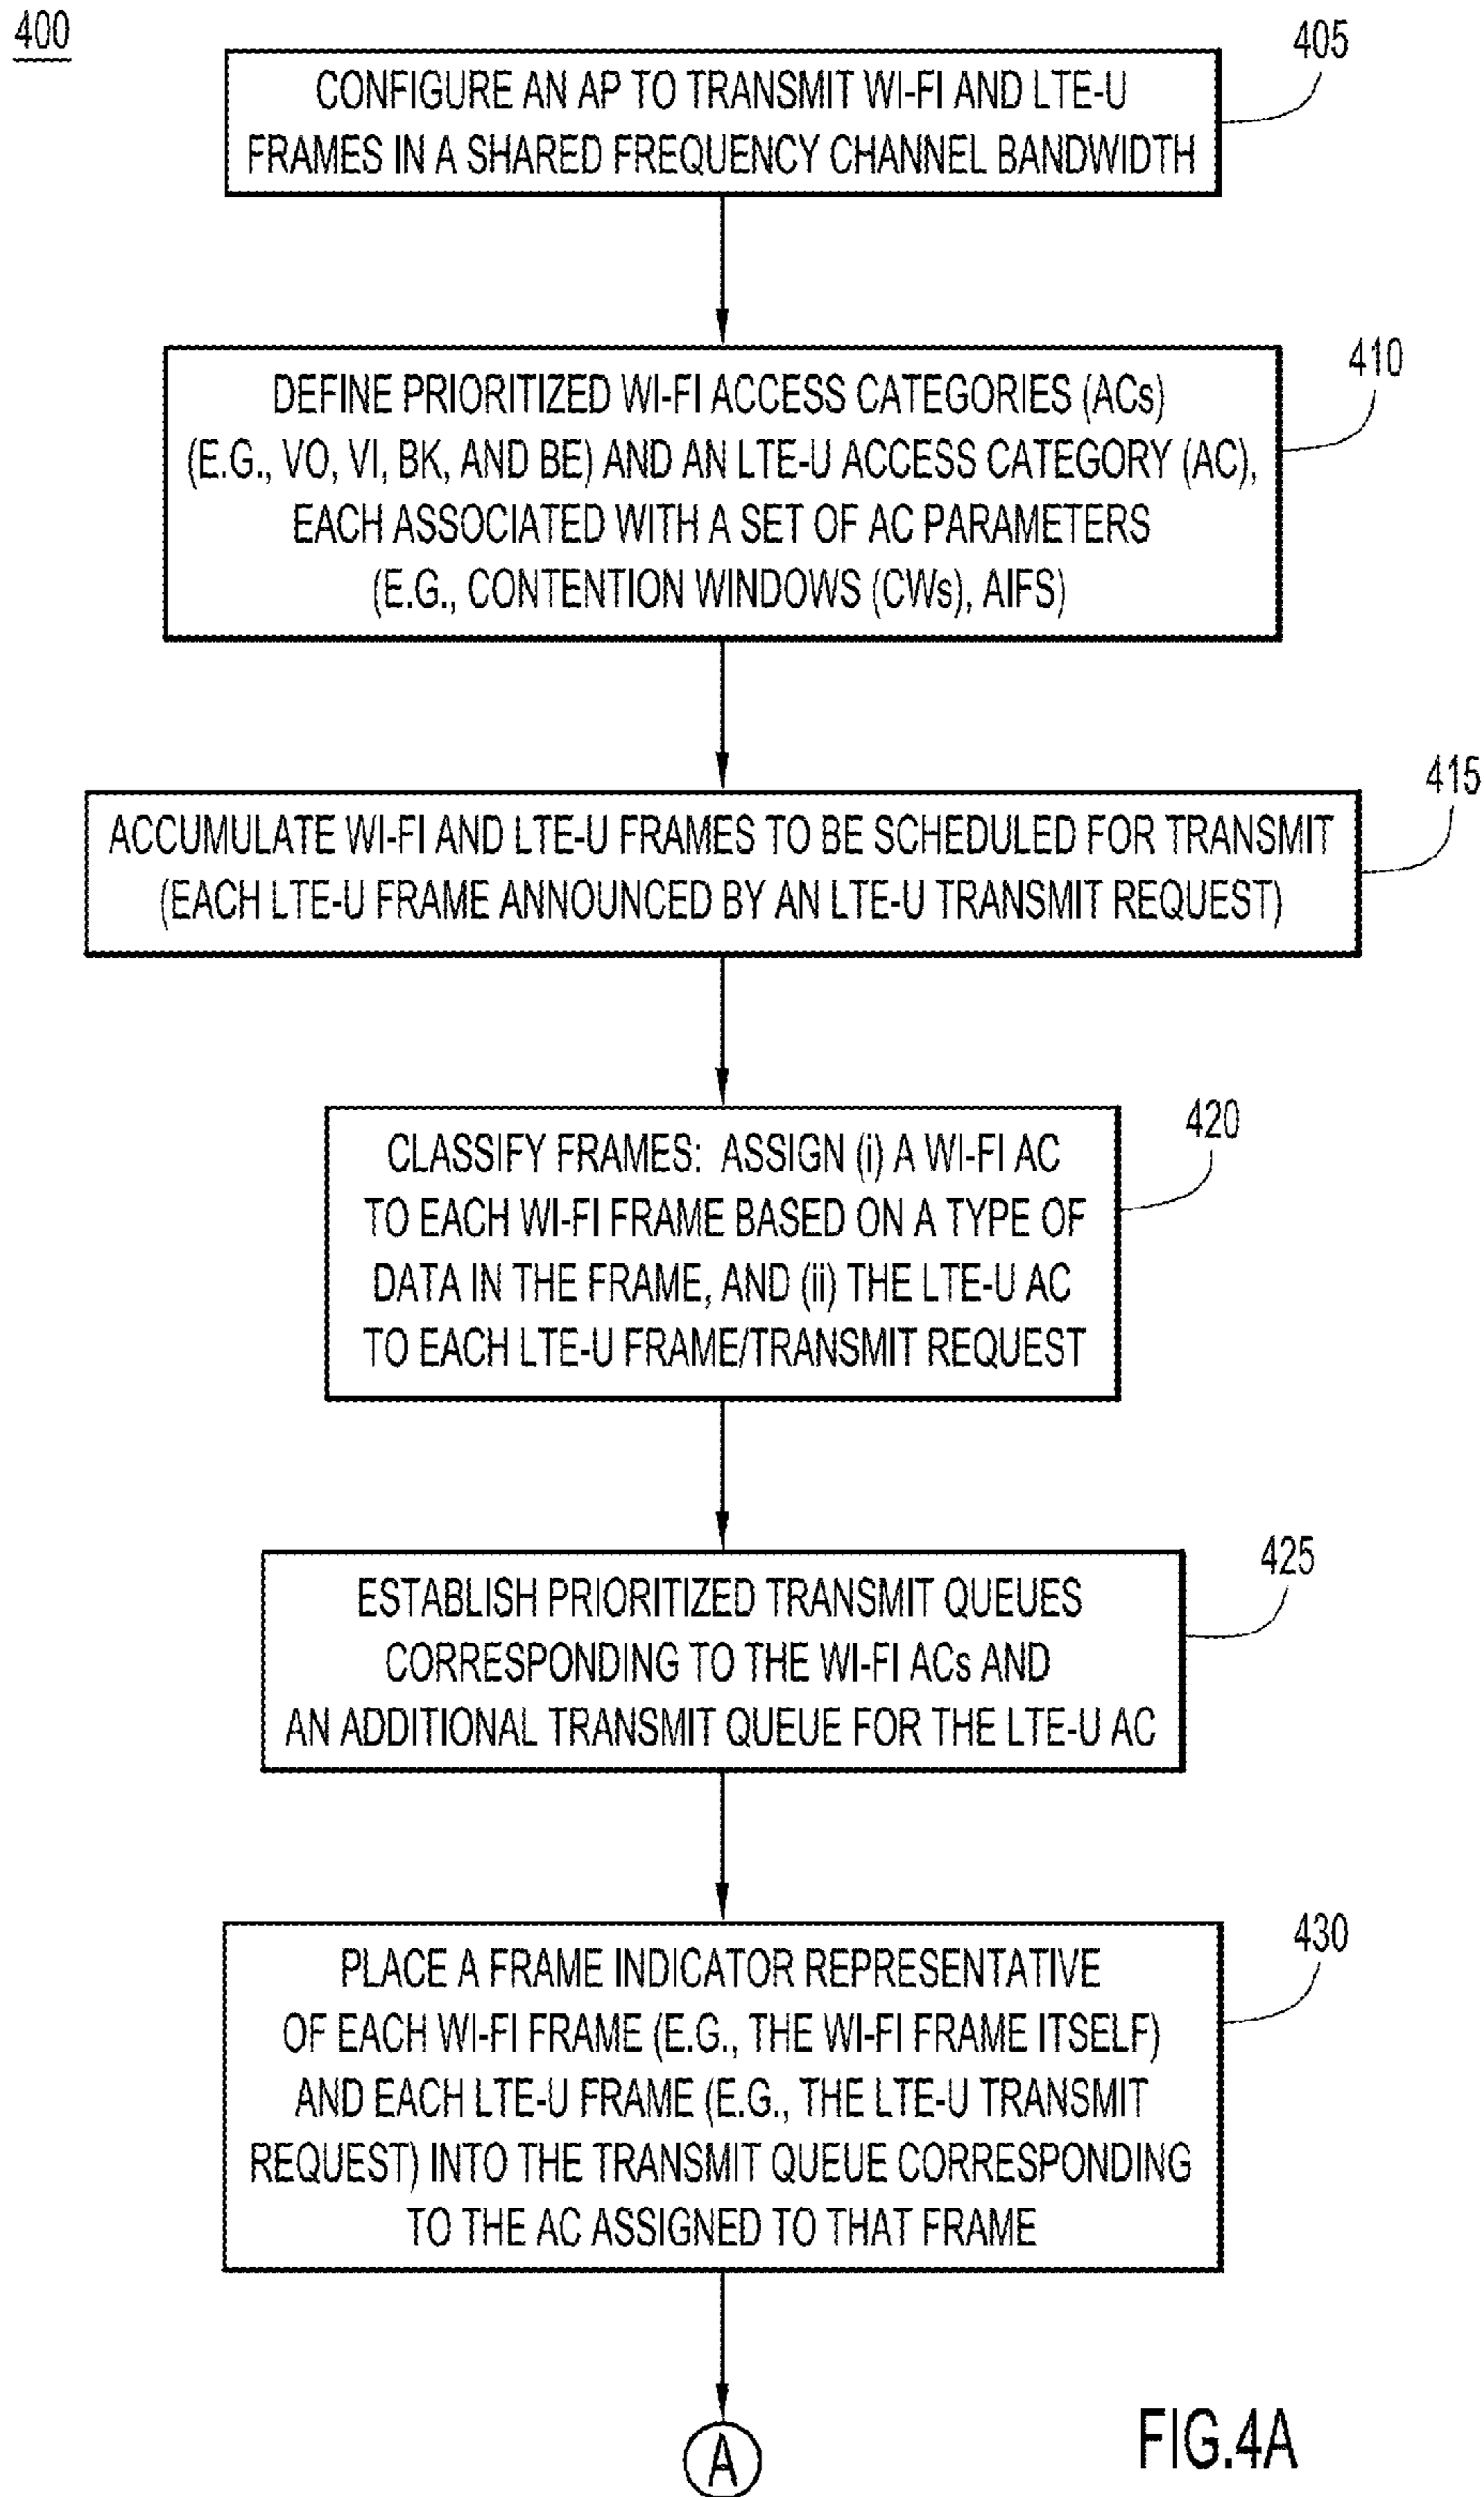 400
405
CONFIGURE AN AP TO TRANSMIT WI-FI AND LTE-U
FRAMES IN A SHARED FREQUENCY CHANNEL BANDWIDTH
410
DEFINE PRIORITIZED WI-FI ACCESS CATEGORIES (ACs)
(E.G., VO, VI, BK, AND BE) AND AN LTE-U ACCESS CATEGORY (AC),
EACH ASSOCIATED WITH A SET OF AC PARAMETERS
(E.G., CONTENTION WINDOWS (CWs), AIFS)
415
ACCUMULATE WI-FI AND LTE-U FRAMES TO BE SCHEDULED FOR TRANSMIT
(EACH LTE-U FRAME ANNOUNCED BY AN LTE-U TRANSMIT REQUEST)
420
CLASSIFY FRAMES: ASSIGN (i) A WI-FI AC
TO EACH WI-FI FRAME BASED ON A TYPE OF
DATA IN THE FRAME, AND (ii) THE LTE-U AC
TO EACH LTE-U FRAME/TRANSMIT REQUEST
425
ESTABLISH PRIORITIZED TRANSMIT QUEUES
CORRESPONDING TO THE WI-FI ACs AND
AN ADDITIONAL TRANSMIT QUEUE FOR THE LTE-U AC
430
PLACE A FRAME INDICATOR REPRESENTATIVE
OF EACH WI-FI FRAME (E.G., THE WI-FI FRAME ITSELF)
AND EACH LTE-U FRAME (E.G., THE LTE-U TRANSMIT
REQUEST) INTO THE TRANSMIT QUEUE CORRESPONDING
TO THE AC ASSIGNED TO THAT FRAME
A
FIG.4A